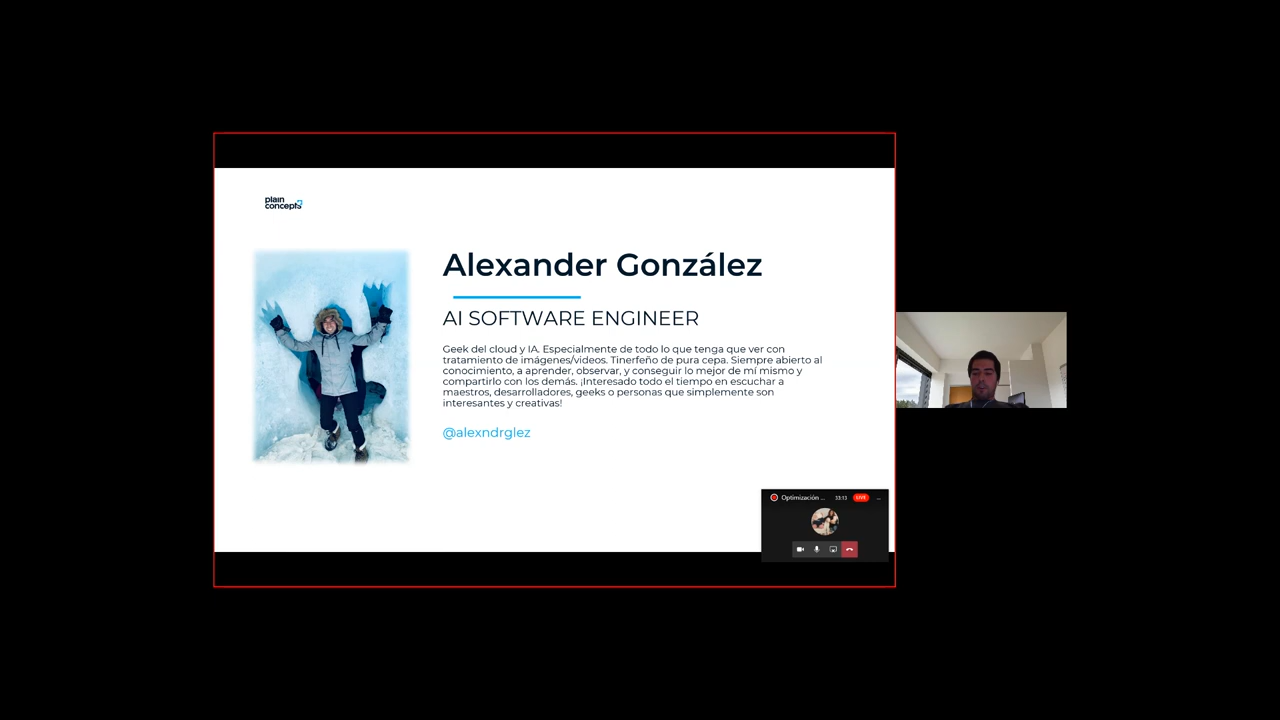 plain
concepts
Alexander González
AI SOFTWARE ENGINEER
Geek del cloud y IA. Especialmente de todo lo que tenga que ver con
tratamiento de imágenes/videos. Tinerfeño de pura cepa. Siempre abierto al
conocimiento, a aprender, observar, y conseguir lo mejor de mí mismo y
compartirlo con los demás. ¡Interesado todo el tiempo en escuchar a
maestros, desarrolladores, geeks o personas que simplemente son
interesantes y creativas!
@alexndrglez
Optimización ... 53:13 LIVE ...